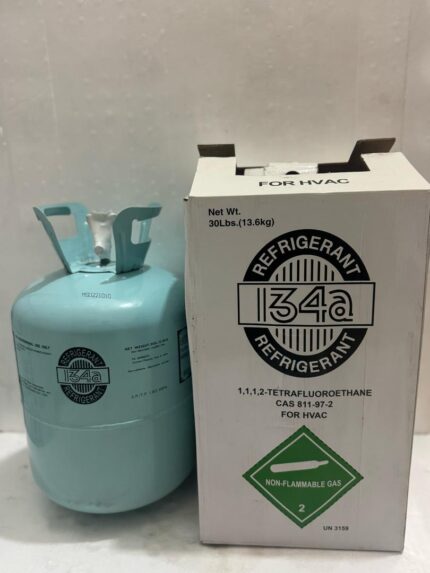 FOR HVAC
Net Wt.
30Lbs.(13.6kg)
REFRIGERANT
134a
REFRIGERANT
1,1,1,2-TETRAFLUOROETHANE
CAS 811-97-2
FOR HVAC
NON-FLAMMABLE GAS
2
UN 3159
REFRIGERANT
134a
REFRIGERANT